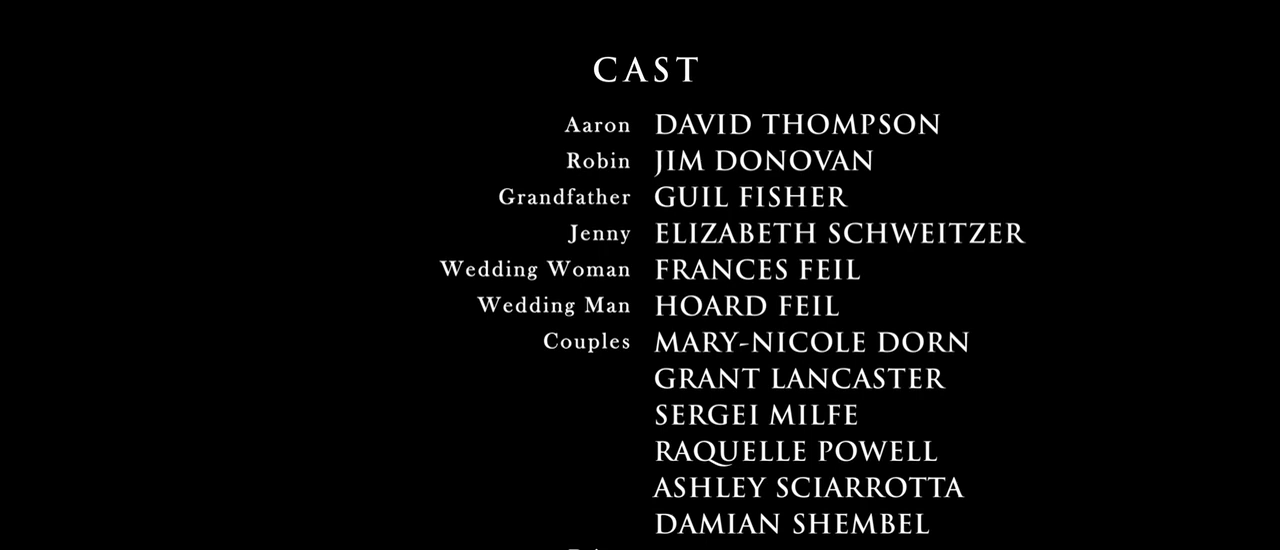 CAST
Aaron DAVID THOMPSON
Robin JIM DONOVAN
Grandfather GUIL FISHER
Jenny ELIZABETH SCHWEITZER
Wedding Woman FRANCES FEIL
Wedding Man HOARD FEIL
Couples MARY-NICOLE DORN
GRANT LANCASTER
SERGEI MILFE
RAQUELLE POWELL
ASHLEY SCIARROTTA
DAMIAN SHEMBEL